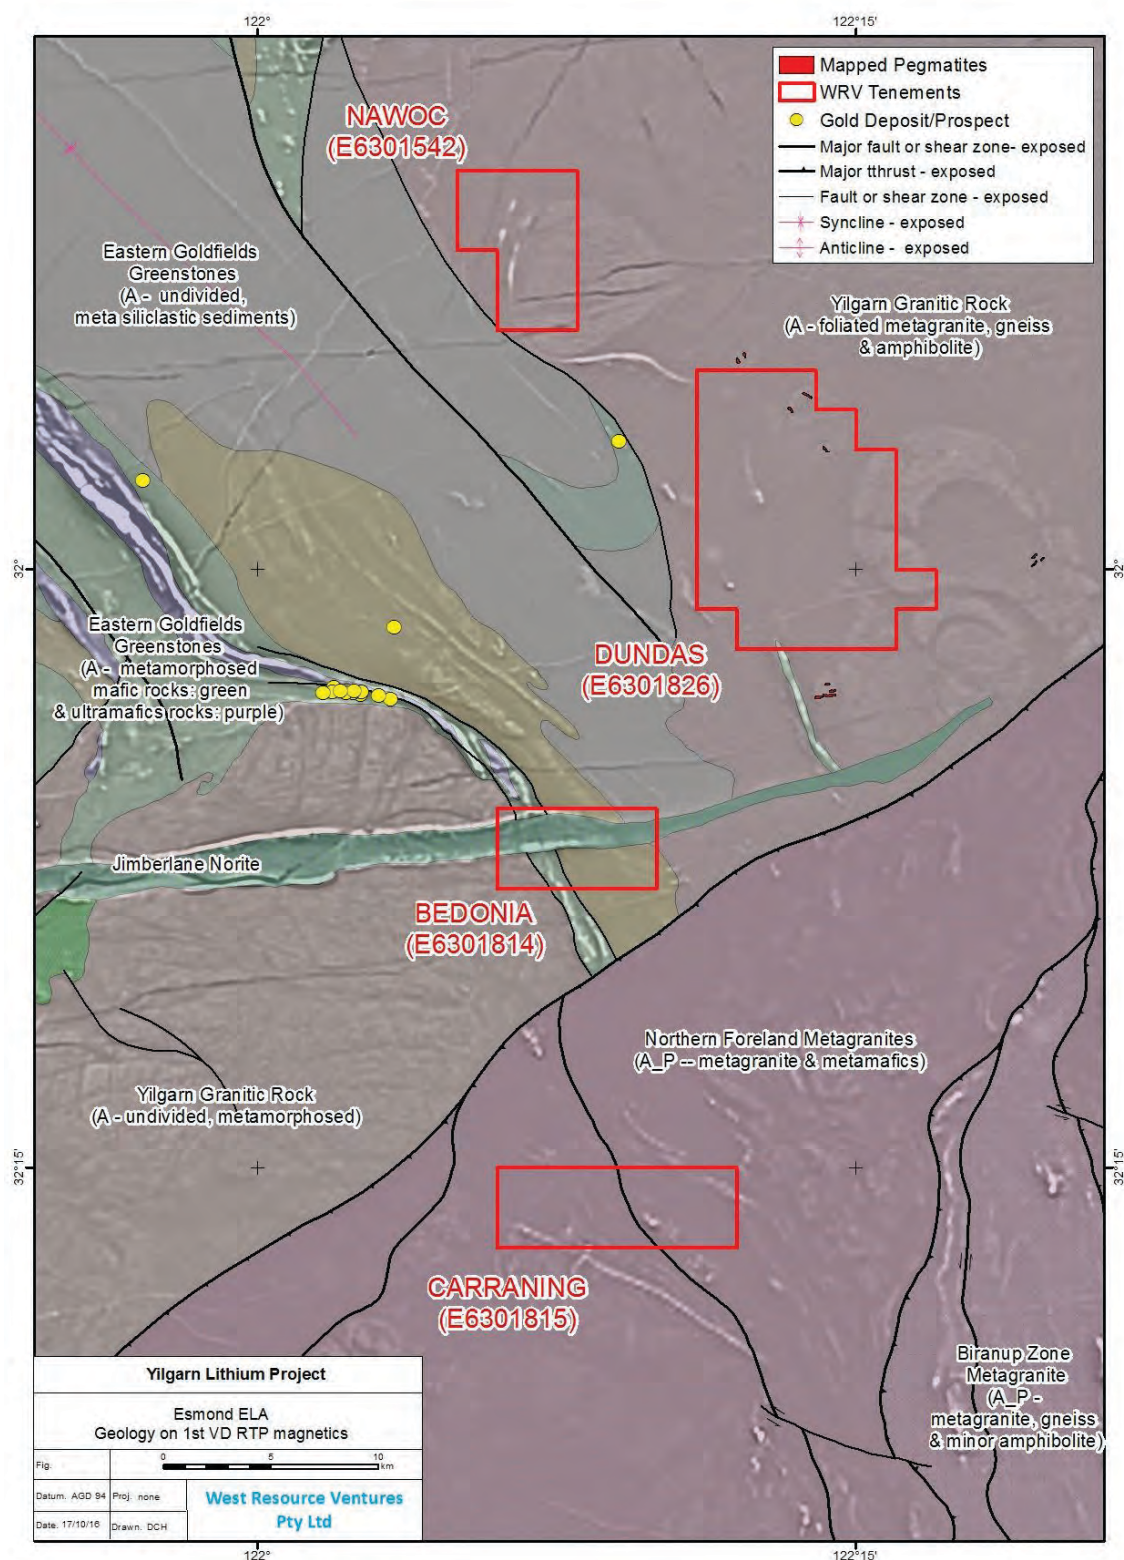 122°
122°15'
NAWOC
(E6301542)
Mapped Pegmatites
WRV Tenements
Gold Deposit/Prospect
Major fault or shear zone- exposed
Major tthrust - exposed
Fault or shear zone - exposed
Syncline - exposed
Anticline - exposed
Eastern Goldfields
Greenstones
(A - undivided,
meta siliclastic sediments)
Yilgarn Granitic Rock
(A - foliated metagranite, gneiss
& amphibolite)
32°
32°
Eastern Goldfields
Greenstones
(A - metamorphosed
mafic rocks: green
& ultramafics rocks: purple)
DUNDAS
(E6301826)
Jimberlane Norite
BEDONIA
(E6301814)
Northern Foreland Metagranites
(A_P -- metagranite & metamafics)
Yilgarn Granitic Rock
(A - undivided, metamorphosed)
32°15'
32°15'
CARRANING
(E6301815)
Biranup Zone
Metagranite
(A_P -
metagranite, gneiss
& minor amphibolite)
Yilgarn Lithium Project
Esmond ELA
Geology on 1st VD RTP magnetics
Fig.
0 5 10
km
Datum. AGD 94 Proj. none
West Resource Ventures
Pty Ltd
Date. 17/10/16 Drawn. DCH
122°
122°15'